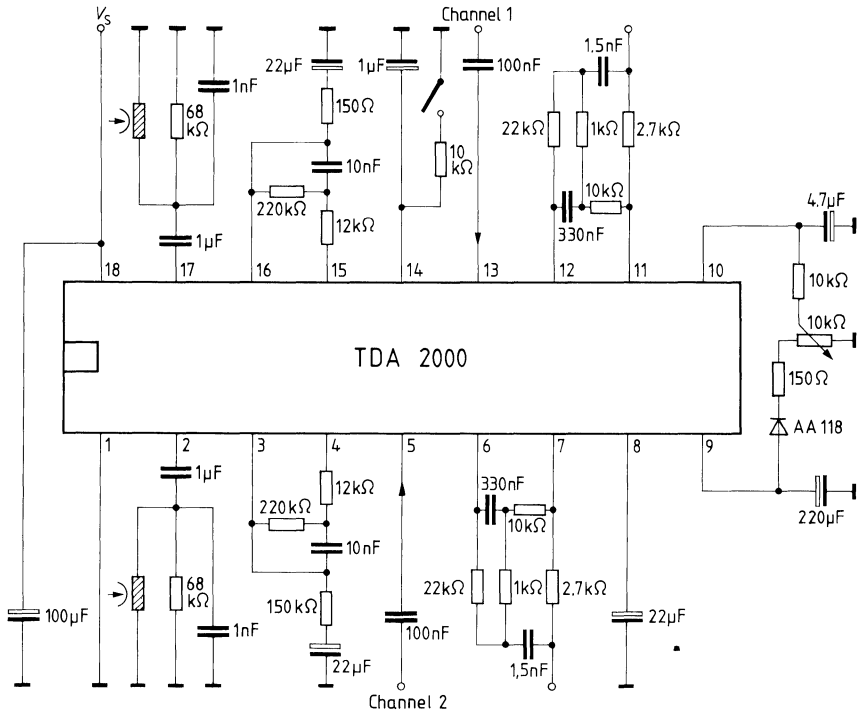 V_S
Channel 1
1nF
68 kΩ
1µF
22µF
150Ω
10nF
220kΩ
12kΩ
1µF
10 kΩ
100nF
1.5nF
22kΩ
1kΩ
2.7kΩ
10kΩ
330nF
4.7µF
10kΩ
10kΩ
150Ω
AA 118
220µF
18
17
16
15
14
13
12
11
10
TDA 2000
1
2
3
4
5
6
7
8
9
1µF
68 kΩ
1nF
100µF
220kΩ
12kΩ
10nF
150kΩ
22µF
100nF
Channel 2
330nF
10kΩ
22kΩ
1kΩ
2,7kΩ
1,5nF
22µF